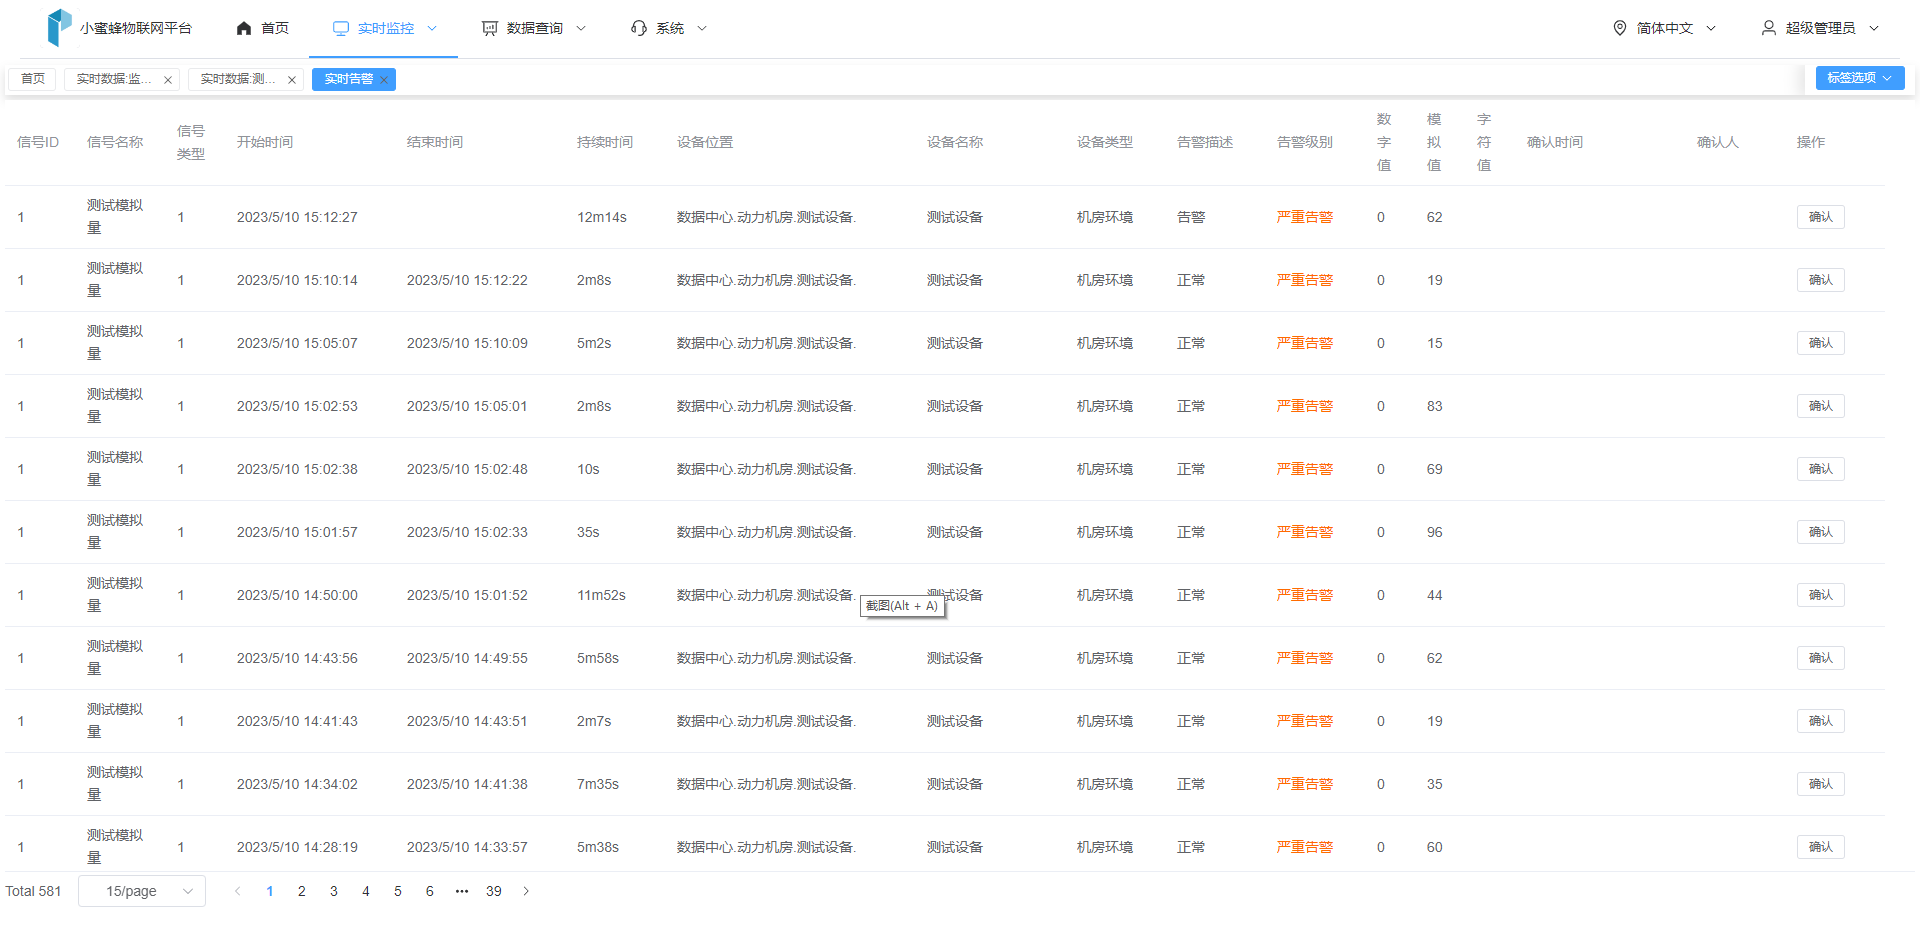 小蜜蜂物联网平台 首页 实时监控 数据查询 系统 简体中文 超级管理员
首页 实时数据:监... 实时数据:测... 实时告警 标签选项
信号ID 信号名称 信号类型 开始时间 结束时间 持续时间 设备位置 设备名称 设备类型 告警描述 告警级别 数字值 模拟值 字符值 确认时间 确认人 操作
1 测试模拟量 1 2023/5/10 15:12:27 12m14s 数据中心.动力机房.测试设备. 测试设备 机房环境 告警 严重告警 0 62 确认
1 测试模拟量 1 2023/5/10 15:10:14 2023/5/10 15:12:22 2m8s 数据中心.动力机房.测试设备. 测试设备 机房环境 正常 严重告警 0 19 确认
1 测试模拟量 1 2023/5/10 15:05:07 2023/5/10 15:10:09 5m2s 数据中心.动力机房.测试设备. 测试设备 机房环境 正常 严重告警 0 15 确认
1 测试模拟量 1 2023/5/10 15:02:53 2023/5/10 15:05:01 2m8s 数据中心.动力机房.测试设备. 测试设备 机房环境 正常 严重告警 0 83 确认
1 测试模拟量 1 2023/5/10 15:02:38 2023/5/10 15:02:48 10s 数据中心.动力机房.测试设备. 测试设备 机房环境 正常 严重告警 0 69 确认
1 测试模拟量 1 2023/5/10 15:01:57 2023/5/10 15:02:33 35s 数据中心.动力机房.测试设备. 测试设备 机房环境 正常 严重告警 0 96 确认
1 测试模拟量 1 2023/5/10 14:50:00 2023/5/10 15:01:52 11m52s 数据中心.动力机房.测试设备. 测试设备 机房环境 正常 严重告警 0 44 确认
截图(Alt + A)
1 测试模拟量 1 2023/5/10 14:43:56 2023/5/10 14:49:55 5m58s 数据中心.动力机房.测试设备. 测试设备 机房环境 正常 严重告警 0 62 确认
1 测试模拟量 1 2023/5/10 14:41:43 2023/5/10 14:43:51 2m7s 数据中心.动力机房.测试设备. 测试设备 机房环境 正常 严重告警 0 19 确认
1 测试模拟量 1 2023/5/10 14:34:02 2023/5/10 14:41:38 7m35s 数据中心.动力机房.测试设备. 测试设备 机房环境 正常 严重告警 0 35 确认
1 测试模拟量 1 2023/5/10 14:28:19 2023/5/10 14:33:57 5m38s 数据中心.动力机房.测试设备. 测试设备 机房环境 正常 严重告警 0 60 确认
Total 581 15/page 1 2 3 4 5 6 ••• 39